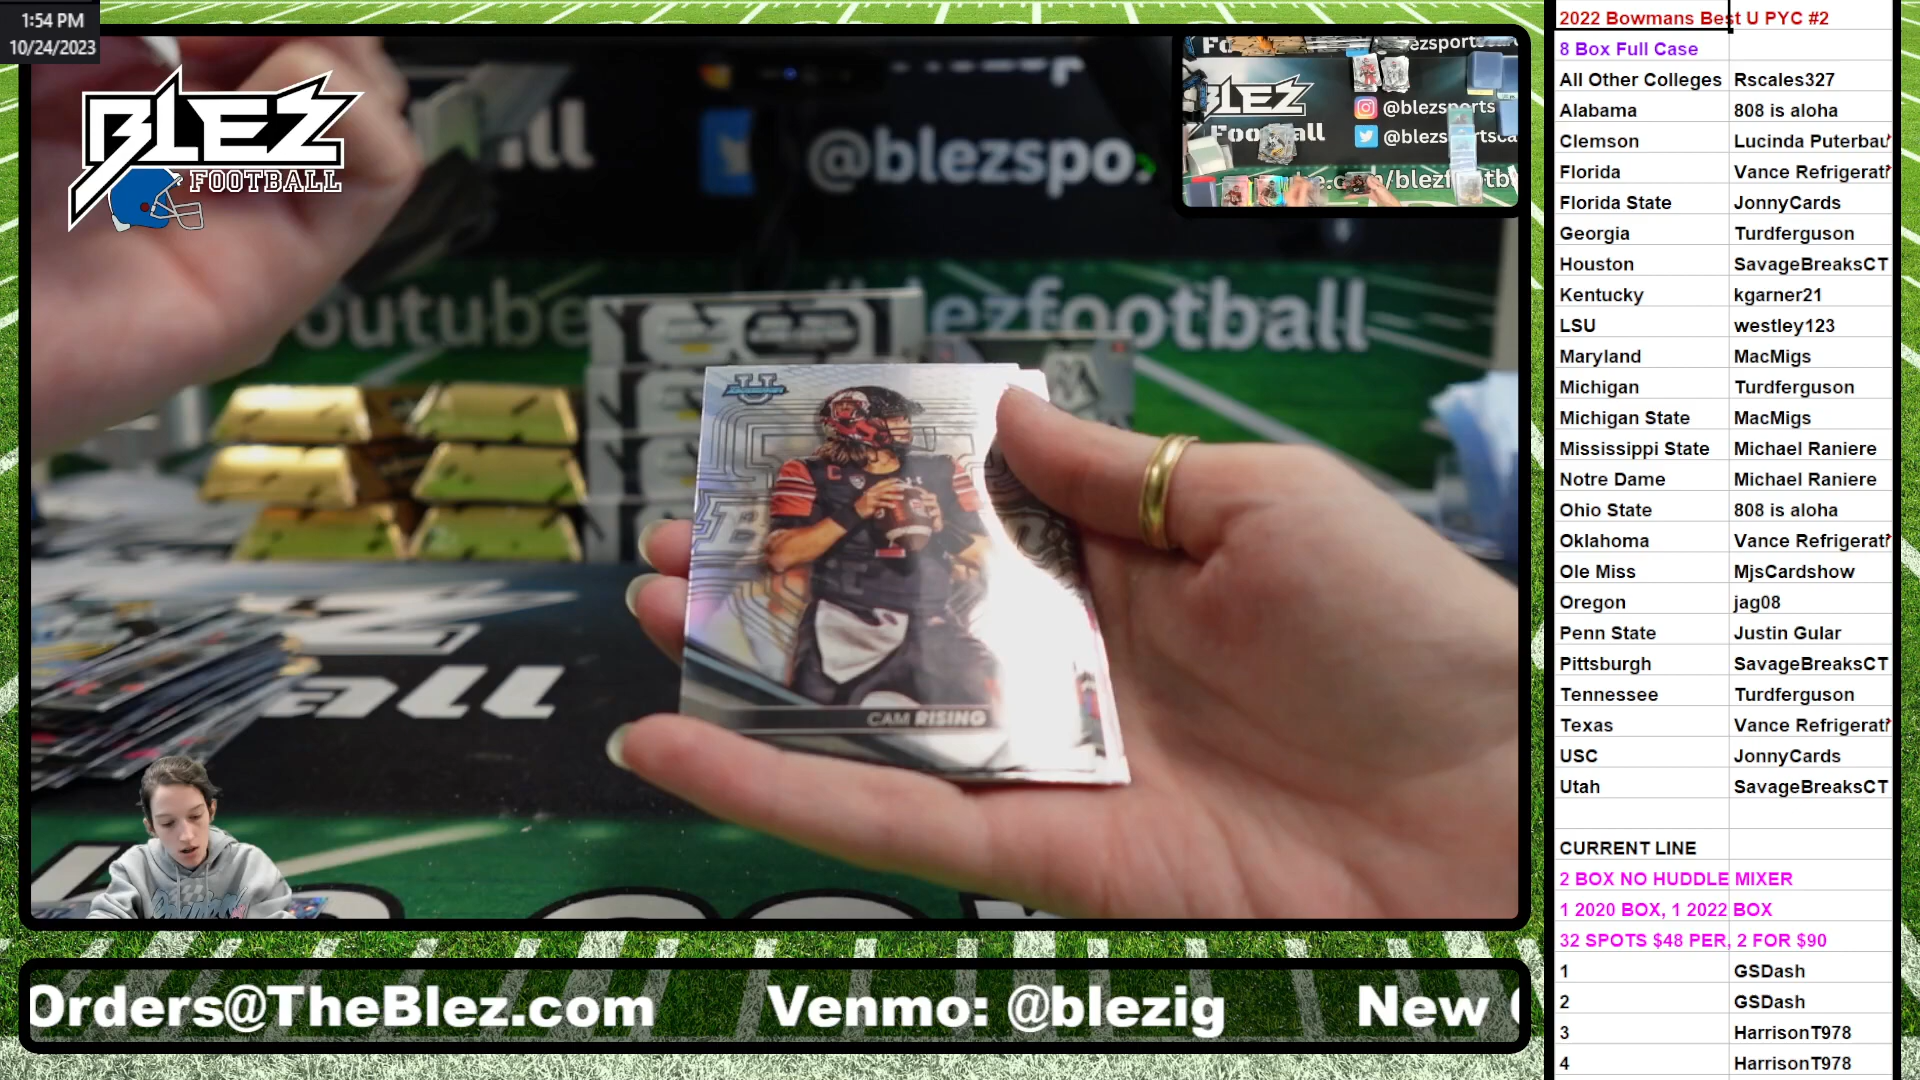 1:54 PM
10/24/2023
BLEZ
FOOTBALL
@blezspo
outube
ezfootball
all
CAM RISING
BLEZ
Football
ezsports
@blezsports
Orders@TheBlez.com Venmo: @blezig New
2022 Bowmans Best U PYC #2
8 Box Full Case
All Other Colleges Rscales327
Alabama 808 is aloha
Clemson Lucinda Puterbau
Florida Vance Refrigerat
Florida State JonnyCards
Georgia Turdferguson
Houston SavageBreaksCT
Kentucky kgarner21
LSU westley123
Maryland MacMigs
Michigan Turdferguson
Michigan State MacMigs
Mississippi State Michael Raniere
Notre Dame Michael Raniere
Ohio State 808 is aloha
Oklahoma Vance Refrigerat
Ole Miss MjsCardshow
Oregon jag08
Penn State Justin Gular
Pittsburgh SavageBreaksCT
Tennessee Turdferguson
Texas Vance Refrigerat
USC JonnyCards
Utah SavageBreaksCT
CURRENT LINE
2 BOX NO HUDDLE MIXER
1 2020 BOX, 1 2022 BOX
32 SPOTS $48 PER, 2 FOR $90
1 GSDash
2 GSDash
3 HarrisonT978
4 HarrisonT978